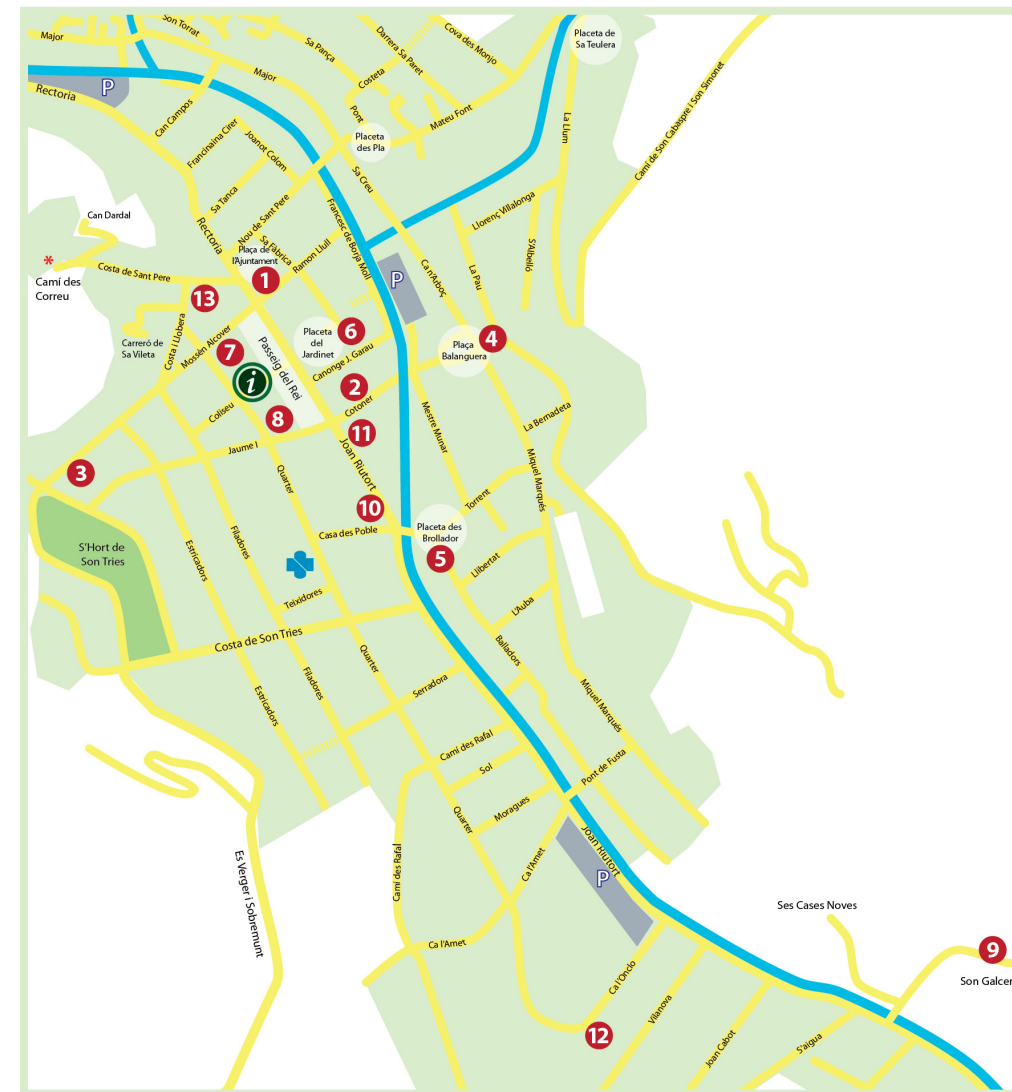 Son Torrat
Major
Sa Pança
Darrera Sa Paret
Cova des Monjo
Placeta de
Sa Teulera
Costeta
Major
P
Rectoria
Can Campos
Pont
Mateu Font
La Llum
Camí de Son Cabaspre i Son Simonet
Francinaina Cirer
Joanot Colom
Placeta
des Pla
Sa Creu
Sa Tanca
Nou de Sant Pere
Francesc de Borja Moll
Llorenç Villalonga
Can Dardal
Rectoria
Sa Fàbrica
Ramon Llull
S'Albelló
Plaça de
l'Ajuntament
*
Costa de Sant Pere
1
P
Ca n'Arboç
La Pau
Camí des
Correu
13
Carreró de
Sa Vileta
Costa i Llobera
Mossèn Alcover
7
Passeig del Rei
Placeta
del
Jardinet
6
Canonge J. Garau
Plaça
Balanguera
4
i
2
Cotoner
Coliseu
8
11
Mestre Munar
La Bernadeta
Jaume I
Joan Riutort
3
Quarter
Miquel Marqués
10
Torrent
Casa des Poble
Placeta des
Brollador
5
S'Hort de
Son Tries
Estricadors
Filadores
Llibertat
Teixidores
L'Auba
Costa de Son Tries
Balladors
Quarter
Filadores
Estricadors
Serradora
Miquel Marqués
Camí des Rafal
Sol
Pont de Fusta
Moragues
Quarter
Joan Riutort
Camí des Rafal
Ca l'Amet
P
Es Verger i Sobremunt
Ses Cases Noves
Ca l'Amet
9
Son Galcer
Ca l'Onclo
Vilanova
12
Joan Cabot
S'aigua